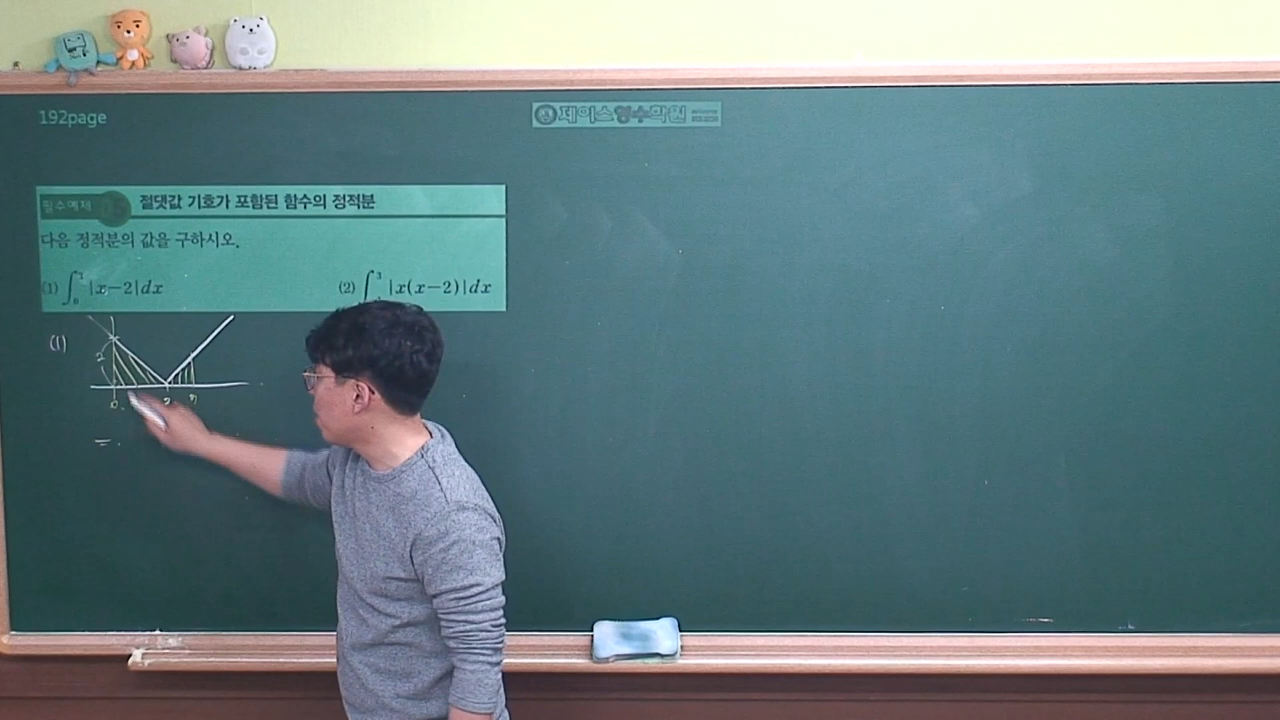 192page
제이스영수학원
필수예제 05 절댓값 기호가 포함된 함수의 정적분
다음 정적분의 값을 구하시오.
(1) ∫₀³ |x-2|dx (2) ∫ ³ |x(x-2)|dx
(1)
2
0 2 3
=